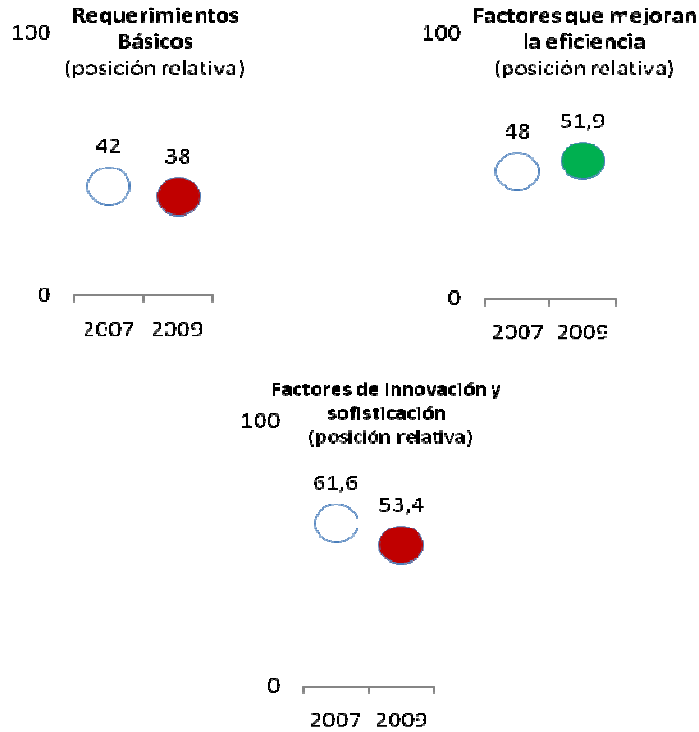 Requerimientos
Básicos
(posición relativa)
100
42
38
0
2007 2009
Factores que mejoran
la eficiencia
(posición relativa)
100
48
51,9
0
2007 2009
Factores de innovación y
sofisticación
(posición relativa)
100
61,6
53,4
0
2007 2009